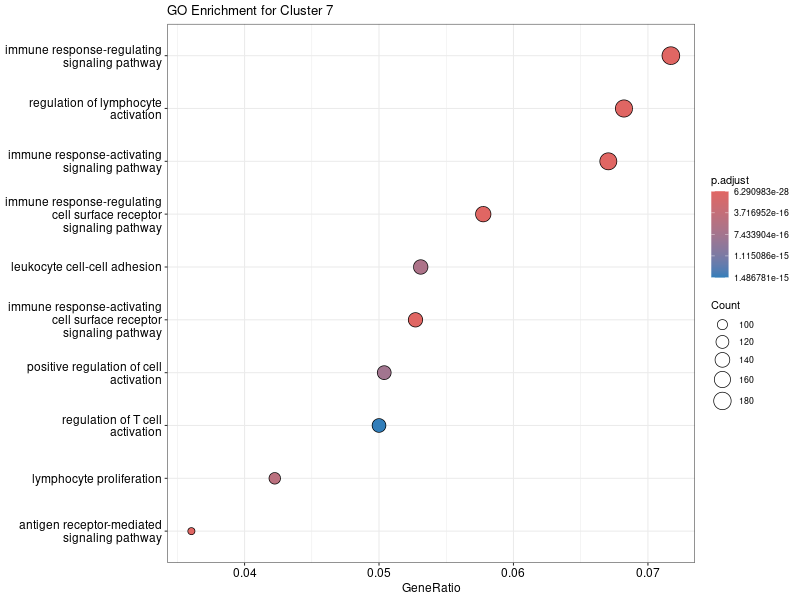 GO Enrichment for Cluster 7
immune response-regulating
signaling pathway
regulation of lymphocyte
activation
immune response-activating
signaling pathway
immune response-regulating
cell surface receptor
signaling pathway
leukocyte cell-cell adhesion
immune response-activating
cell surface receptor
signaling pathway
positive regulation of cell
activation
regulation of T cell
activation
lymphocyte proliferation
antigen receptor-mediated
signaling pathway
0.04
0.05
0.06
0.07
GeneRatio
p.adjust
6.290983e-28
3.716952e-16
7.433904e-16
1.115086e-15
1.486781e-15
Count
100
120
140
160
180